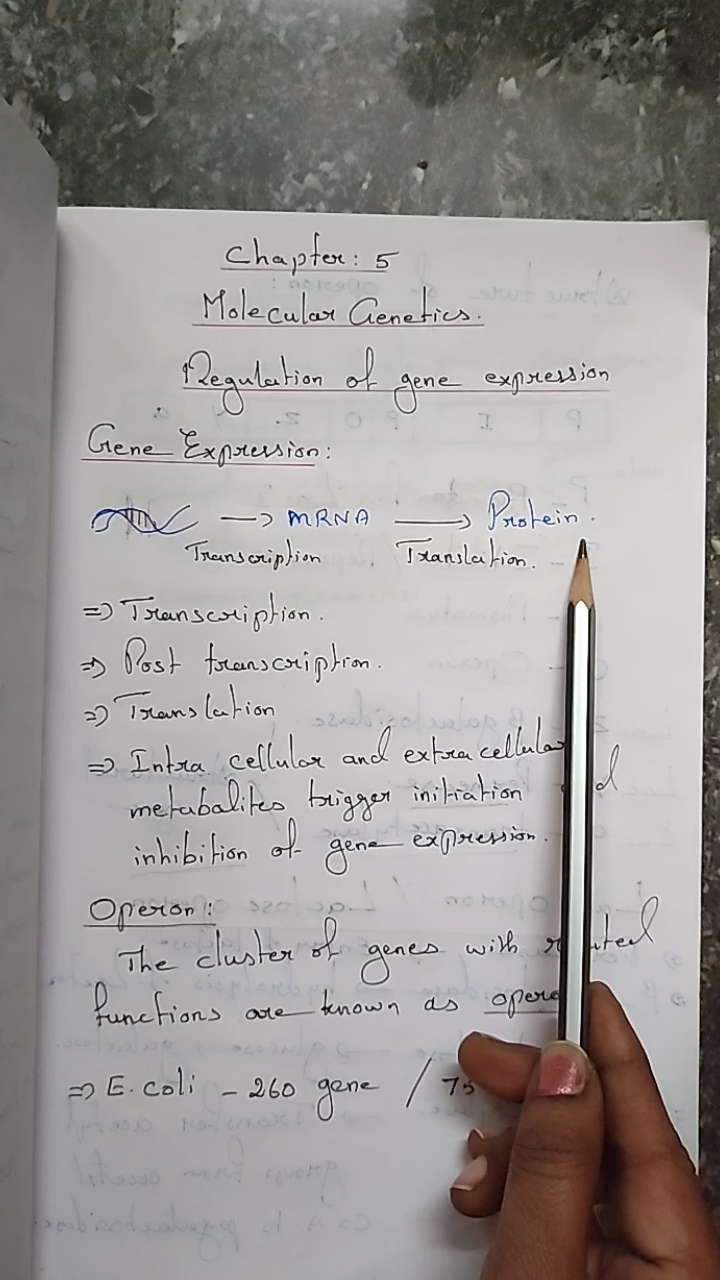 Chapter: 5
Molecular Genetics.
Regulation of gene expression
Gene Expression:
→ mRNA → Protein.
Transcription Translation.
⇒ Transcription.
⇒ Post transcription.
⇒ Translation
⇒ Intra cellular and extra cellular
metabalites trigger initiation
inhibition of gene expression.
Operon:
The cluster of genes with
functions are known as
⇒ E. coli - 260 gene / 75